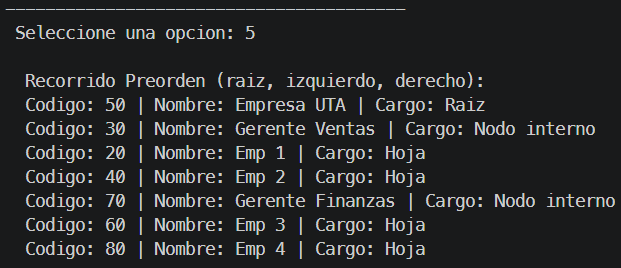 ________________________________________
Seleccione una opcion: 5
Recorrido Preorden (raiz, izquierdo, derecho):
Codigo: 50 | Nombre: Empresa UTA | Cargo: Raiz
Codigo: 30 | Nombre: Gerente Ventas | Cargo: Nodo interno
Codigo: 20 | Nombre: Emp 1 | Cargo: Hoja
Codigo: 40 | Nombre: Emp 2 | Cargo: Hoja
Codigo: 70 | Nombre: Gerente Finanzas | Cargo: Nodo interno
Codigo: 60 | Nombre: Emp 3 | Cargo: Hoja
Codigo: 80 | Nombre: Emp 4 | Cargo: Hoja